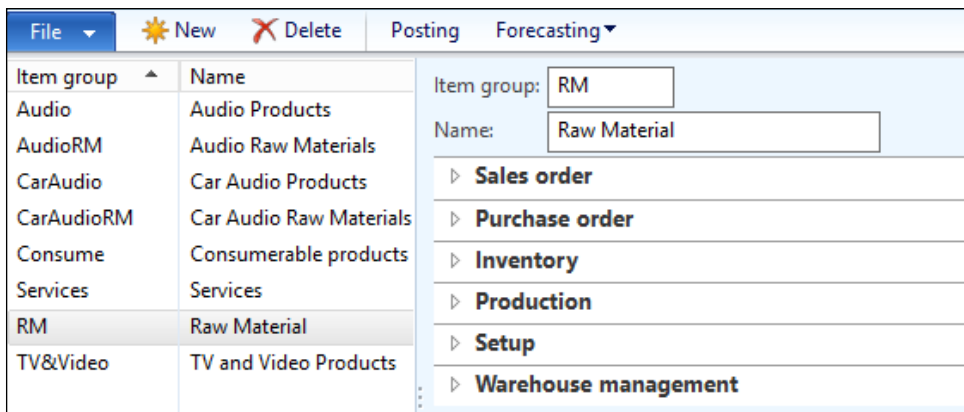 File New Delete Posting Forecasting
Item group Name
Audio Audio Products
AudioRM Audio Raw Materials
CarAudio Car Audio Products
CarAudioRM Car Audio Raw Materials
Consume Consumerable products
Services Services
RM Raw Material
TV&Video TV and Video Products
Item group: RM
Name: Raw Material
Sales order
Purchase order
Inventory
Production
Setup
Warehouse management